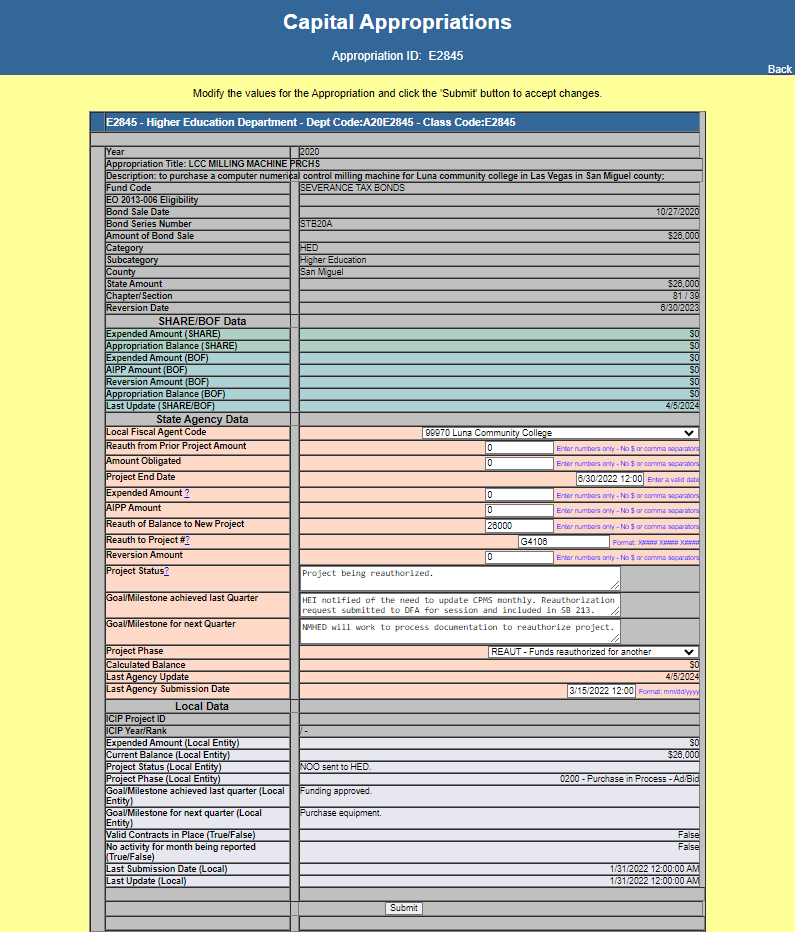 Capital Appropriations
Appropriation ID: E2845
Back
Modify the values for the Appropriation and click the 'Submit' button to accept changes.
E2845 - Higher Education Department - Dept Code:A20E2845 - Class Code:E2845
Year 2020
Appropriation Title: LCC MILLING MACHINE PRCHS
Description: to purchase a computer numerical control milling machine for Luna community college in Las Vegas in San Miguel county;
Fund Code SEVERANCE TAX BONDS
EO 2013-006 Eligibility
Bond Sale Date 10/27/2020
Bond Series Number STB20A
Amount of Bond Sale $26,000
Category HED
Subcategory Higher Education
County San Miguel
State Amount $26,000
Chapter/Section 81 / 39
Reversion Date 6/30/2023
SHARE/BOF Data
Expended Amount (SHARE) $0
Appropriation Balance (SHARE) $0
Expended Amount (BOF) $0
AIPP Amount (BOF) $0
Reversion Amount (BOF) $0
Appropriation Balance (BOF) $0
Last Update (SHARE/BOF) 4/5/2024
State Agency Data
Local Fiscal Agent Code 99970 Luna Community College
Reauth from Prior Project Amount 0 Enter numbers only - No $ or comma separators
Amount Obligated 0 Enter numbers only - No $ or comma separators
Project End Date 6/30/2022 12:00 Enter a valid date
Expended Amount ? 0 Enter numbers only - No $ or comma separators
AIPP Amount 0 Enter numbers only - No $ or comma separators
Reauth of Balance to New Project 26000 Enter numbers only - No $ or comma separators
Reauth to Project #? G4106 Format: X#### X#### X####
Reversion Amount 0 Enter numbers only - No $ or comma separators
Project Status? Project being reauthorized.
Goal/Milestone achieved last Quarter HEI notified of the need to update CPMS monthly. Reauthorization
request submitted to DFA for session and included in SB 213.
Goal/Milestone for next Quarter NMHED will work to process documentation to reauthorize project.
Project Phase REAUT - Funds reauthorized for another
Calculated Balance $0
Last Agency Update 4/5/2024
Last Agency Submission Date 3/15/2022 12:00 Format: mm/dd/yyyy
Local Data
ICIP Project ID
ICIP Year/Rank / -
Expended Amount (Local Entity) $0
Current Balance (Local Entity) $26,000
Project Status (Local Entity) NOO sent to HED.
Project Phase (Local Entity) 0200 - Purchase in Process - Ad/Bid
Goal/Milestone achieved last quarter (Local Funding approved.
Entity)
Goal/Milestone for next quarter (Local Purchase equipment.
Entity)
Valid Contracts in Place (True/False) False
No activity for month being reported False
(True/False)
Last Submission Date (Local) 1/31/2022 12:00:00 AM
Last Update (Local) 1/31/2022 12:00:00 AM
Submit